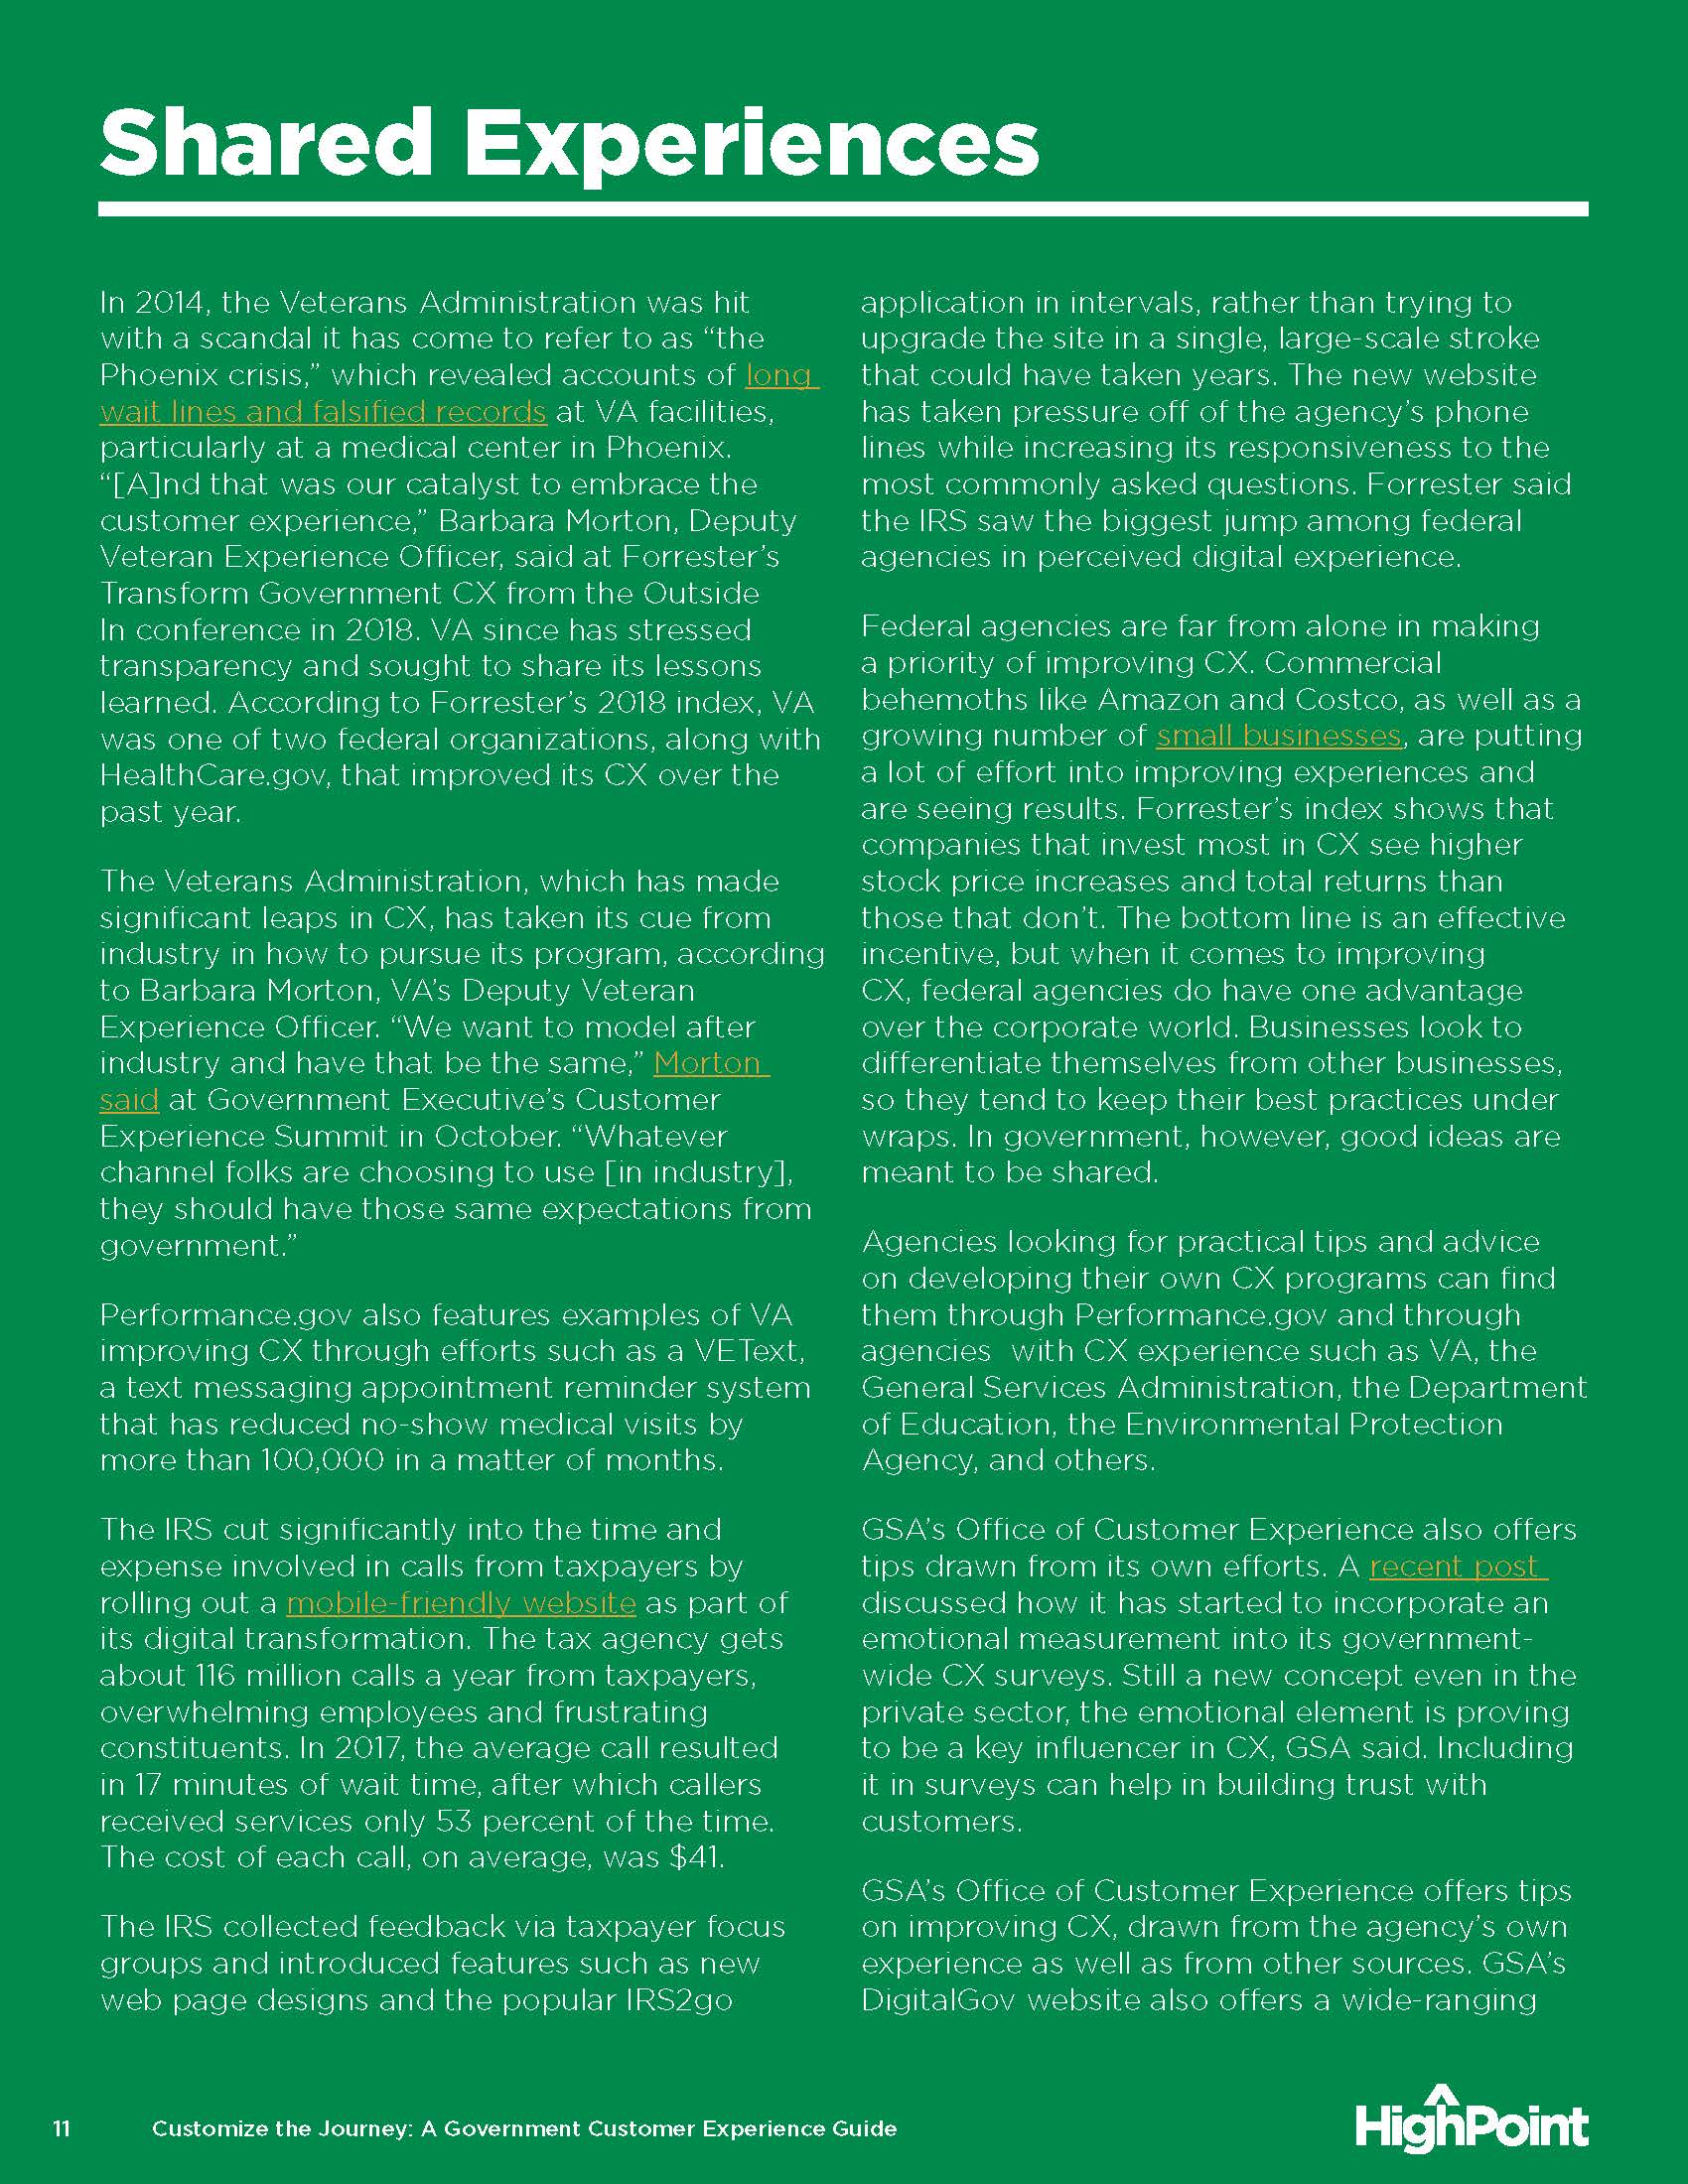 Shared Experiences
In 2014, the Veterans Administration was hit
with a scandal it has come to refer to as “the
Phoenix crisis,” which revealed accounts of long
wait lines and falsified records at VA facilities,
particularly at a medical center in Phoenix.
“[A]nd that was our catalyst to embrace the
customer experience,” Barbara Morton, Deputy
Veteran Experience Officer, said at Forrester’s
Transform Government CX from the Outside
In conference in 2018. VA since has stressed
transparency and sought to share its lessons
learned. According to Forrester’s 2018 index, VA
was one of two federal organizations, along with
HealthCare.gov, that improved its CX over the
past year.
The Veterans Administration, which has made
significant leaps in CX, has taken its cue from
industry in how to pursue its program, according
to Barbara Morton, VA’s Deputy Veteran
Experience Officer. “We want to model after
industry and have that be the same,” Morton
said at Government Executive’s Customer
Experience Summit in October. “Whatever
channel folks are choosing to use [in industry],
they should have those same expectations from
government.”
Performance.gov also features examples of VA
improving CX through efforts such as a VEText,
a text messaging appointment reminder system
that has reduced no-show medical visits by
more than 100,000 in a matter of months.
The IRS cut significantly into the time and
expense involved in calls from taxpayers by
rolling out a mobile-friendly website as part of
its digital transformation. The tax agency gets
about 116 million calls a year from taxpayers,
overwhelming employees and frustrating
constituents. In 2017, the average call resulted
in 17 minutes of wait time, after which callers
received services only 53 percent of the time.
The cost of each call, on average, was $41.
The IRS collected feedback via taxpayer focus
groups and introduced features such as new
web page designs and the popular IRS2go
application in intervals, rather than trying to
upgrade the site in a single, large-scale stroke
that could have taken years. The new website
has taken pressure off of the agency’s phone
lines while increasing its responsiveness to the
most commonly asked questions. Forrester said
the IRS saw the biggest jump among federal
agencies in perceived digital experience.
Federal agencies are far from alone in making
a priority of improving CX. Commercial
behemoths like Amazon and Costco, as well as a
growing number of small businesses, are putting
a lot of effort into improving experiences and
are seeing results. Forrester’s index shows that
companies that invest most in CX see higher
stock price increases and total returns than
those that don’t. The bottom line is an effective
incentive, but when it comes to improving
CX, federal agencies do have one advantage
over the corporate world. Businesses look to
differentiate themselves from other businesses,
so they tend to keep their best practices under
wraps. In government, however, good ideas are
meant to be shared.
Agencies looking for practical tips and advice
on developing their own CX programs can find
them through Performance.gov and through
agencies  with CX experience such as VA, the
General Services Administration, the Department
of Education, the Environmental Protection
Agency, and others.
GSA’s Office of Customer Experience also offers
tips drawn from its own efforts. A recent post
discussed how it has started to incorporate an
emotional measurement into its government-
wide CX surveys. Still a new concept even in the
private sector, the emotional element is proving
to be a key influencer in CX, GSA said. Including
it in surveys can help in building trust with
customers.
GSA’s Office of Customer Experience offers tips
on improving CX, drawn from the agency’s own
experience as well as from other sources. GSA’s
DigitalGov website also offers a wide-ranging
11 Customize the Journey: A Government Customer Experience Guide
HighPoint